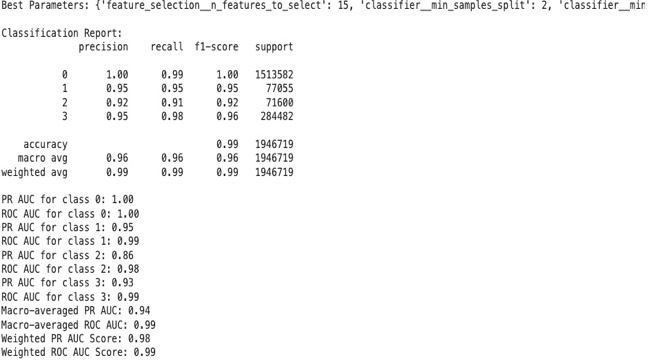 Best Parameters: {'feature_selection__n_features_to_select': 15, 'classifier__min_samples_split': 2, 'classifier__min
Classification Report:
precision recall f1-score support
0 1.00 0.99 1.00 1513582
1 0.95 0.95 0.95 77055
2 0.92 0.91 0.92 71600
3 0.95 0.98 0.96 284482
accuracy 0.99 1946719
macro avg 0.96 0.96 0.96 1946719
weighted avg 0.99 0.99 0.99 1946719
PR AUC for class 0: 1.00
ROC AUC for class 0: 1.00
PR AUC for class 1: 0.95
ROC AUC for class 1: 0.99
PR AUC for class 2: 0.86
ROC AUC for class 2: 0.98
PR AUC for class 3: 0.93
ROC AUC for class 3: 0.99
Macro-averaged PR AUC: 0.94
Macro-averaged ROC AUC: 0.99
Weighted PR AUC Score: 0.98
Weighted ROC AUC Score: 0.99